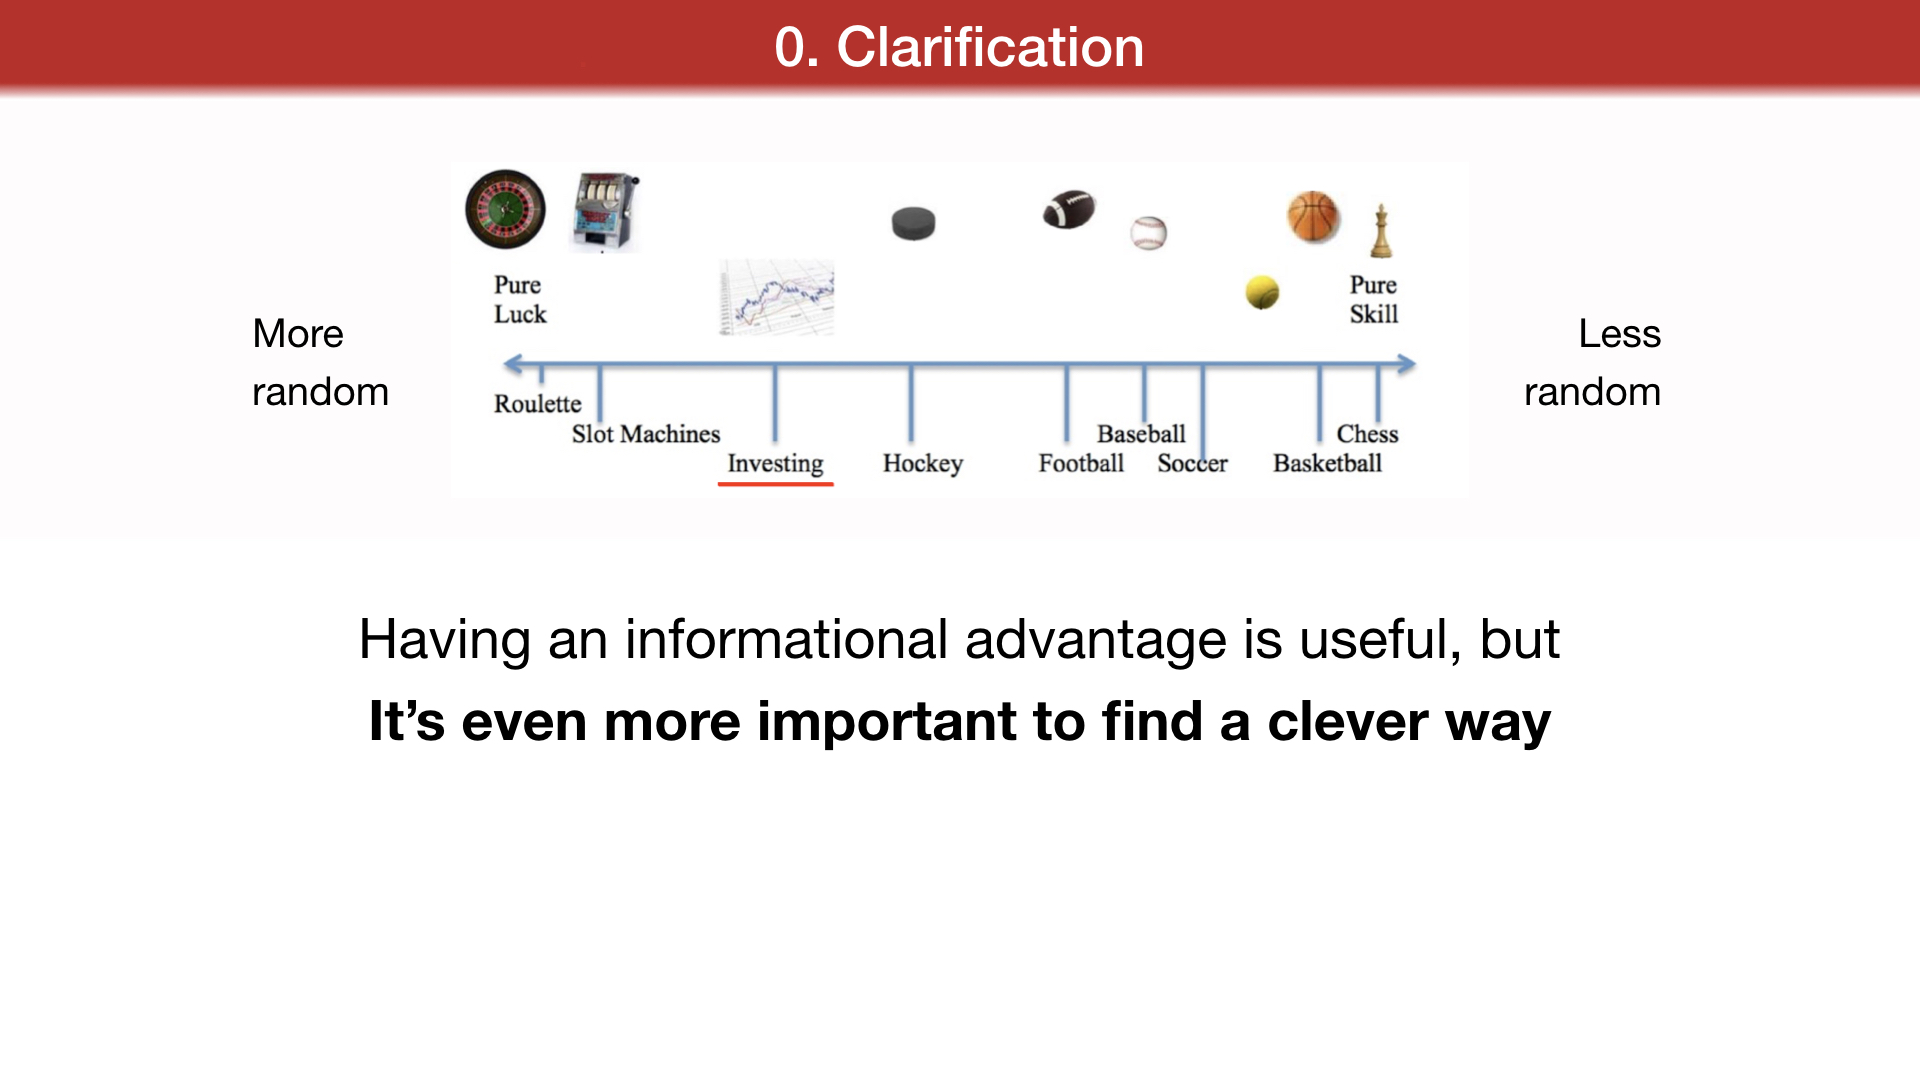 0. Clarification
Pure
Luck
Pure
Skill
More
random
Less
random
Roulette
Slot Machines
Baseball
Chess
Investing
Hockey
Football
Soccer
Basketball
Having an informational advantage is useful, but
It’s even more important to find a clever way